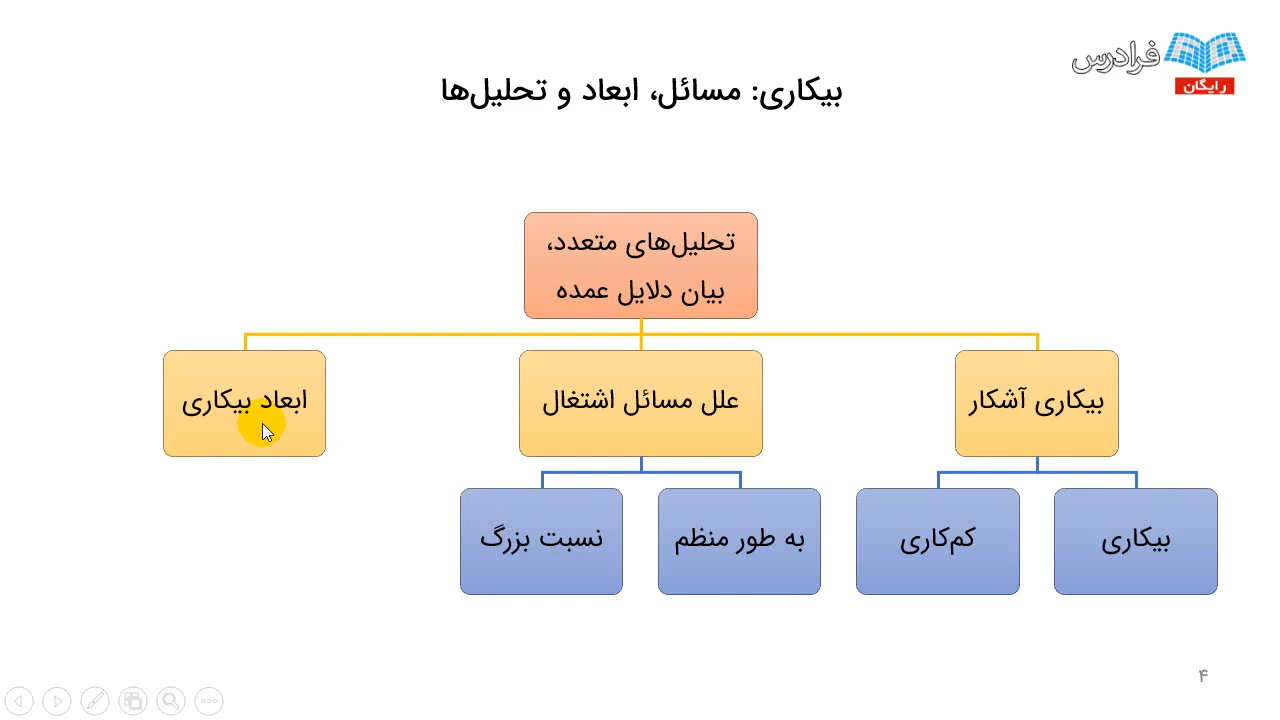 فرادرس
رایگان
بیکاری: مسائل، ابعاد و تحلیل‌ها
تحلیل‌های متعدد،
بیان دلایل عمده
بیکاری آشکار
علل مسائل اشتغال
ابعاد بیکاری
بیکاری
کم‌کاری
به طور منظم
نسبت بزرگ
۴